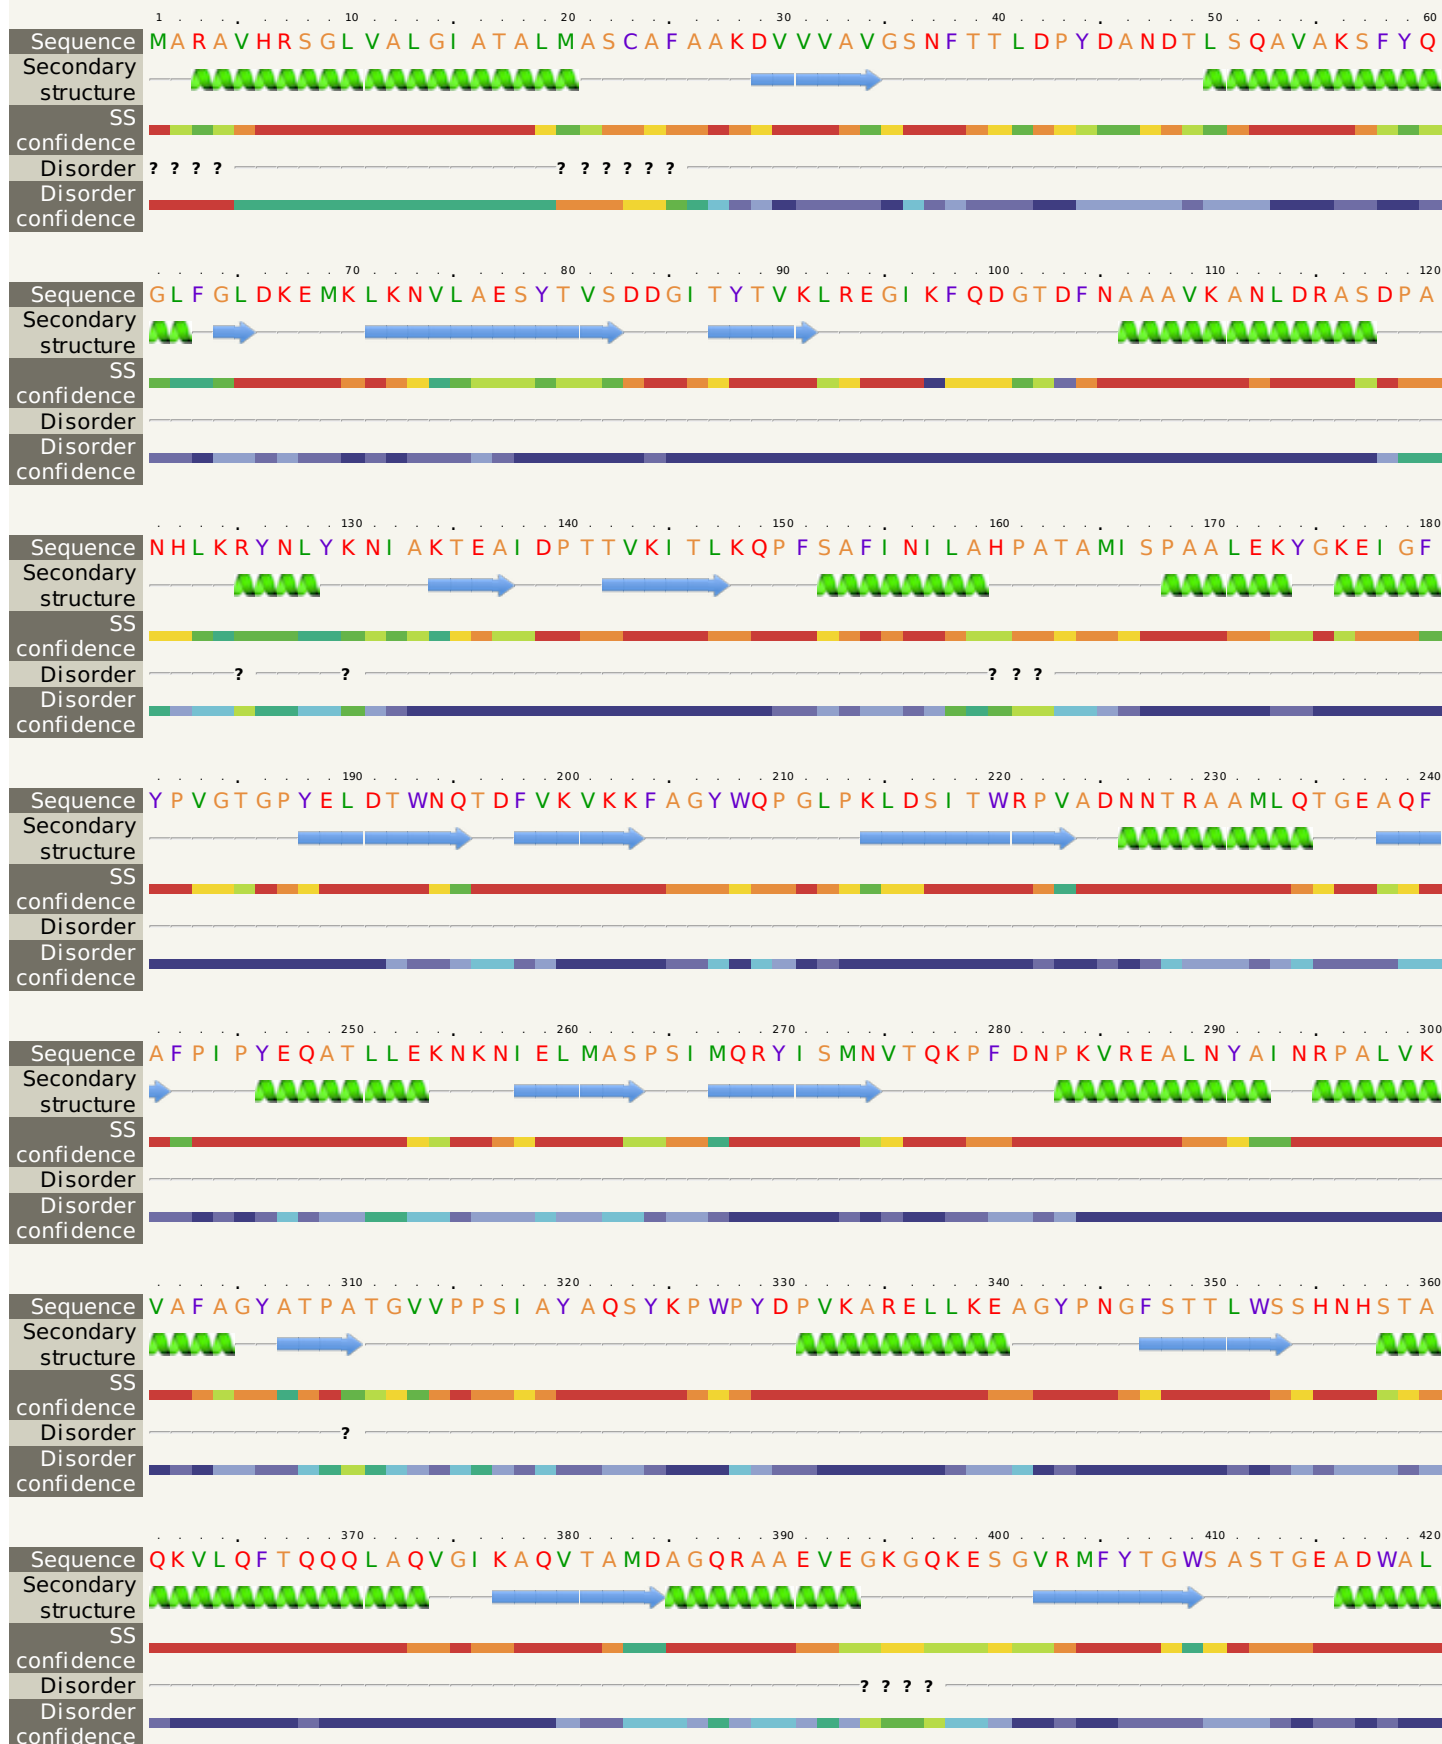 1 10 20 30 40 50 60
Sequence MARAVHRSGLVALGIATALMASCAFAAKDVVVAVGSNFTTLDPYDANDTLSQAVAKSFYQ
Secondary
structure
SS
confidence
Disorder ? ? ? ? ? ? ? ? ? ?
Disorder
confidence
70 80 90 100 110 120
Sequence GLFGLDKEMKLKNVLAESYTVSDDGITYTVKLREGIKFQDGTDFNAAAVKANLDRASDPA
Secondary
structure
SS
confidence
Disorder
Disorder
confidence
130 140 150 160 170 180
Sequence NHLKRYNLYKNIAKTEAIDPTTVKITLKQPFSAFINILAHPATAMISPAALEKYGKEIGF
Secondary
structure
SS
confidence
Disorder ? ? ? ? ?
Disorder
confidence
190 200 210 220 230 240
Sequence YPVGTGPYELDTWNQTDFVKVKKFAGYWQPGLPKLDSITWRPVADNNTRAAMLQTGEAQF
Secondary
structure
SS
confidence
Disorder
Disorder
confidence
250 260 270 280 290 300
Sequence AFPIPYEQATLLEKNKNIELMASPSIMQRYISMNVTQKPFDNPKVREALNYAINRPALVK
Secondary
structure
SS
confidence
Disorder
Disorder
confidence
310 320 330 340 350 360
Sequence VAFAGYATPATGVVPPSIAYAQSYKPWPYDPVKARELLKEAGYPNGFSTTLWSSHNHSTA
Secondary
structure
SS
confidence
Disorder ?
Disorder
confidence
370 380 390 400 410 420
Sequence QKVLQFTQQQLAQVGIKAQVTAMDAGQRAAEVEGKGQKESGVRMFYTGWSASTGEADWAL
Secondary
structure
SS
confidence
Disorder ? ? ? ?
Disorder
confidence